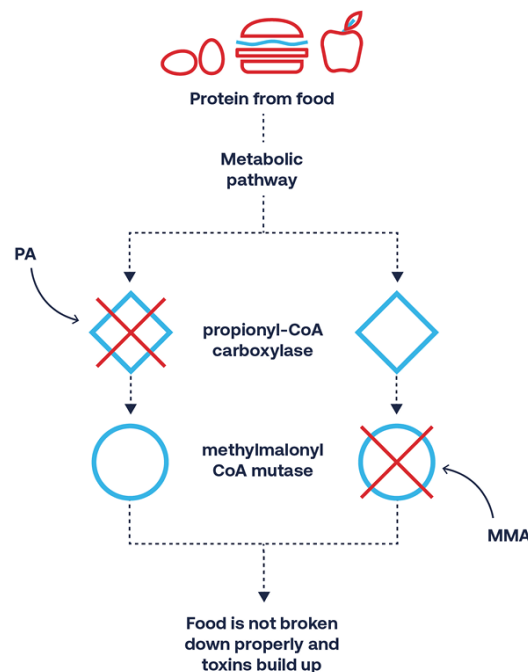 Protein from food
Metabolic
pathway
PA
propionyl-CoA
carboxylase
methylmalonyl
CoA mutase
MMA
Food is not broken
down properly and
toxins build up